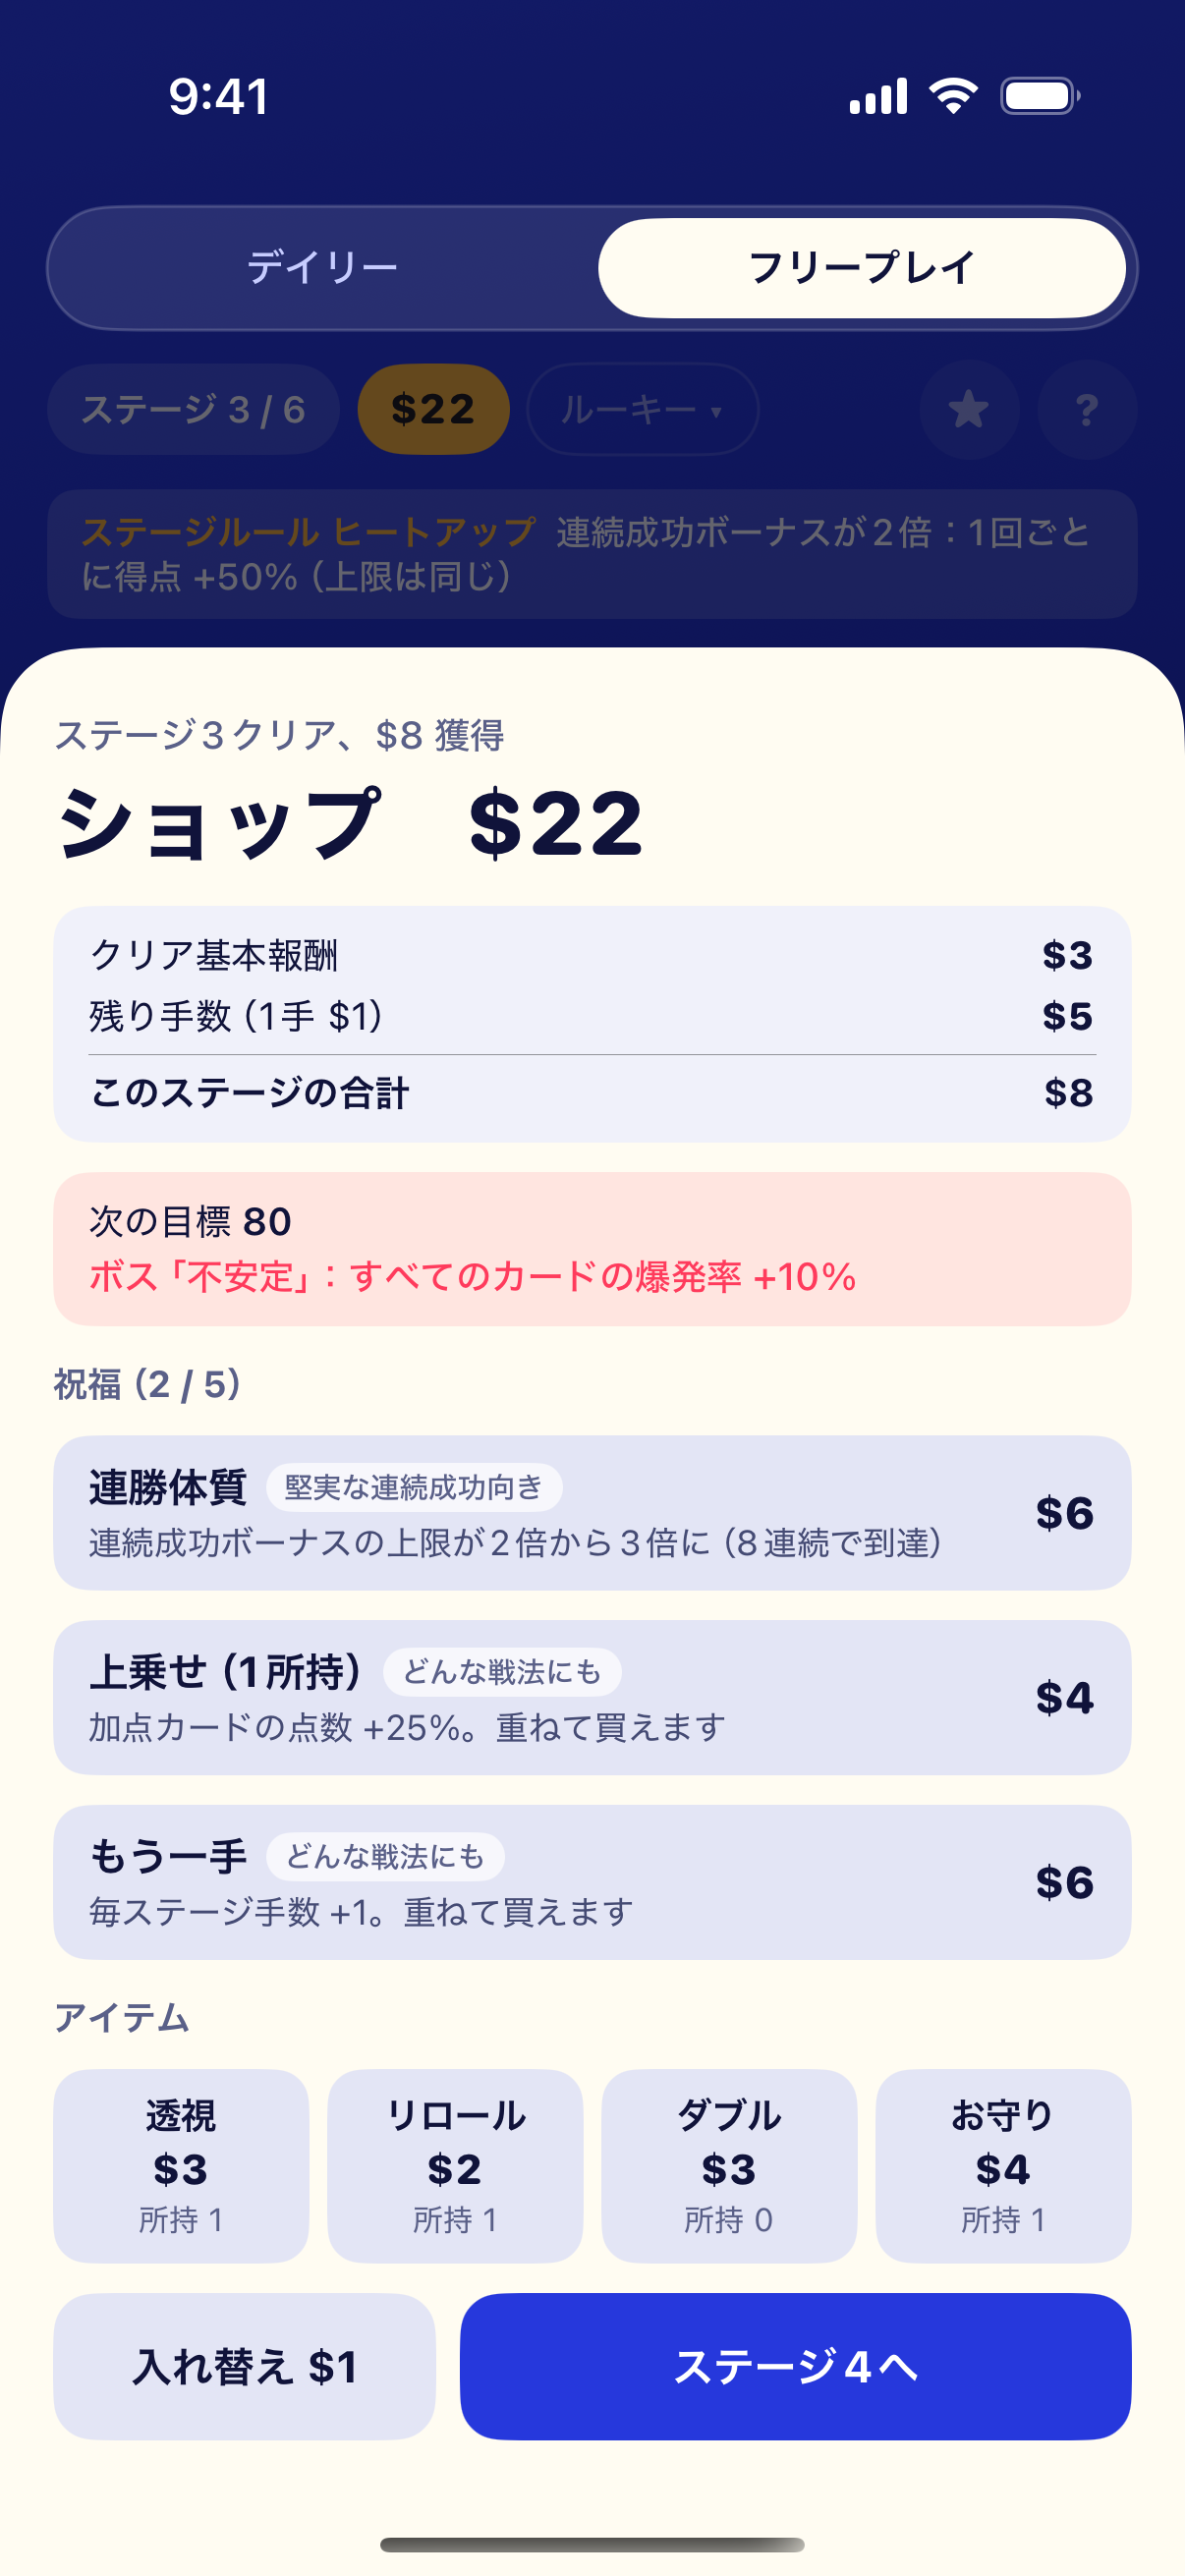 9:41
デイリー
フリープレイ
ステージ 3 / 6
$22
ルーキー ▾
?
ステージルール ヒートアップ 連続成功ボーナスが2倍：1回ごと
に得点 +50%（上限は同じ）
ステージ3クリア、$8 獲得
ショップ $22
クリア基本報酬 $3
残り手数（1手 $1） $5
このステージの合計 $8
次の目標 80
ボス「不安定」：すべてのカードの爆発率 +10%
祝福（2 / 5）
連勝体質 堅実な連続成功向き
連続成功ボーナスの上限が2倍から3倍に（8連続で到達）
$6
上乗せ（1所持） どんな戦法にも
加点カードの点数 +25%。重ねて買えます
$4
もう一手 どんな戦法にも
毎ステージ手数 +1。重ねて買えます
$6
アイテム
透視
$3
所持 1
リロール
$2
所持 1
ダブル
$3
所持 0
お守り
$4
所持 1
入れ替え $1
ステージ4へ